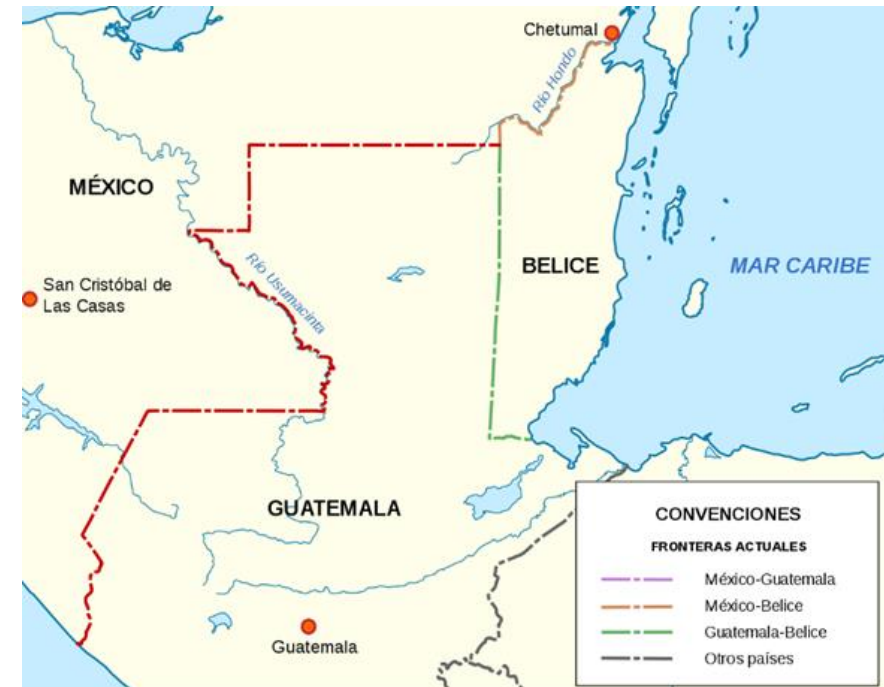 Chetumal
Río Hondo
MÉXICO
Río Usumacinta
BELICE
MAR CARIBE
San Cristóbal de
Las Casas
GUATEMALA
Guatemala
CONVENCIONES
FRONTERAS ACTUALES
México-Guatemala
México-Belice
Guatemala-Belice
Otros países